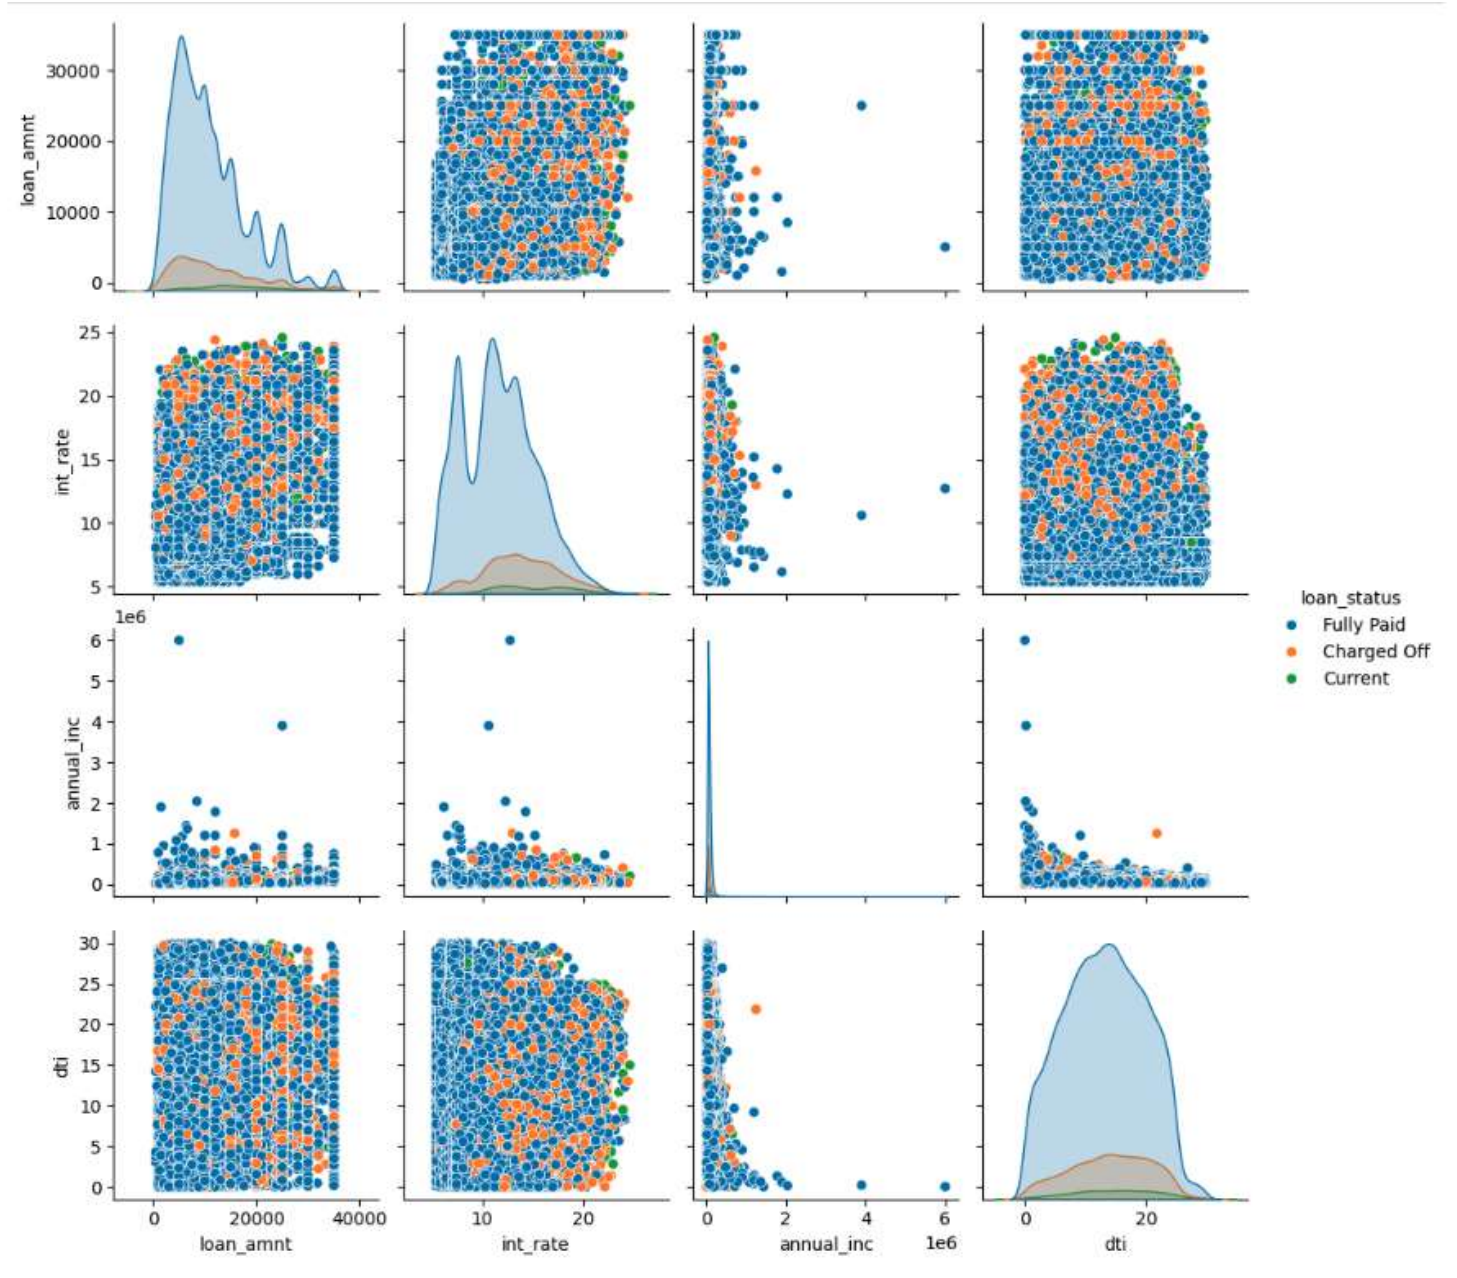 loan_amnt
30000
20000
10000
0
int_rate
25
20
15
10
5
1e6
annual_inc
6
5
4
3
2
1
0
dti
30
25
20
15
10
5
0
0 20000 40000
loan_amnt
10 20
int_rate
0 2 4 6
annual_inc 1e6
0 20
dti
loan_status
Fully Paid
Charged Off
Current